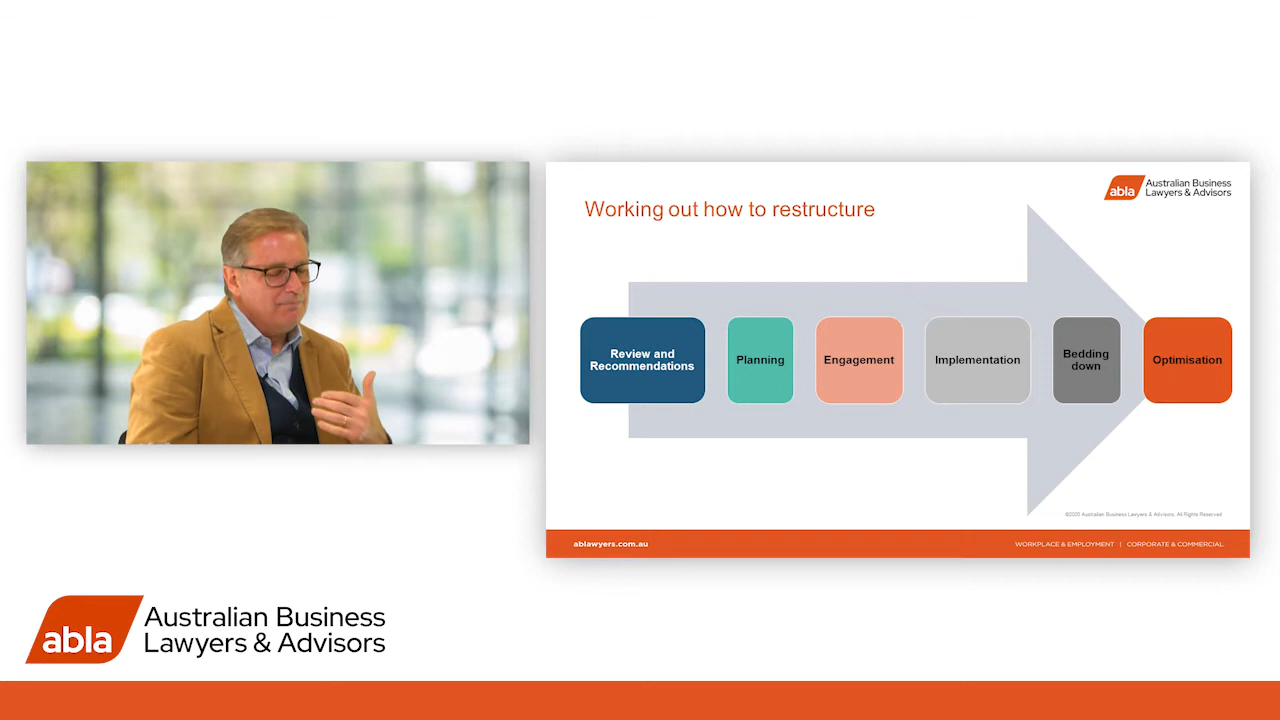 Working out how to restructure
abla
Australian Business
Lawyers & Advisors
Review and
Recommendations
Planning
Engagement
Implementation
Bedding
down
Optimisation
©2020 Australian Business Lawyers & Advisors. All Rights Reserved
ablawyers.com.au
WORKPLACE & EMPLOYMENT | CORPORATE & COMMERCIAL
abla
Australian Business
Lawyers & Advisors